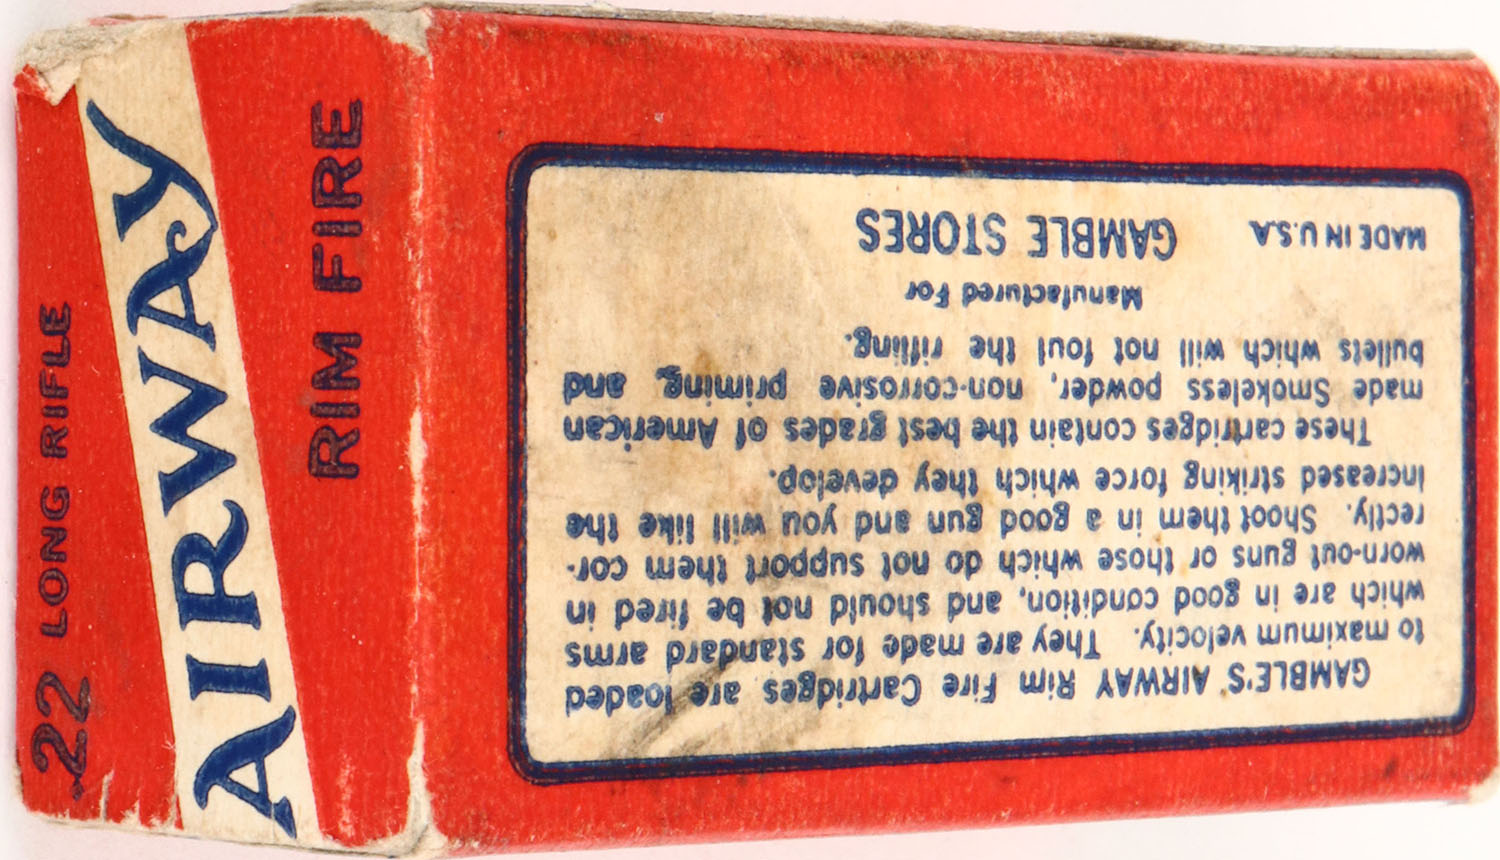 .22 LONG RIFLE
AIRWAY
RIM FIRE
GAMBLE'S AIRWAY Rim Fire Cartridges are loaded
to maximum velocity. They are made for standard arms
which are in good condition, and should not be fired in
worn-out guns or those which do not support them cor-
rectly. Shoot them in a good gun and you will like the
increased striking force which they develop.
These cartridges contain the best grades of American
made Smokeless powder, non-corrosive priming, and
bullets which will not foul the rifling.
Manufactured For
MADE IN U.S.A. GAMBLE STORES